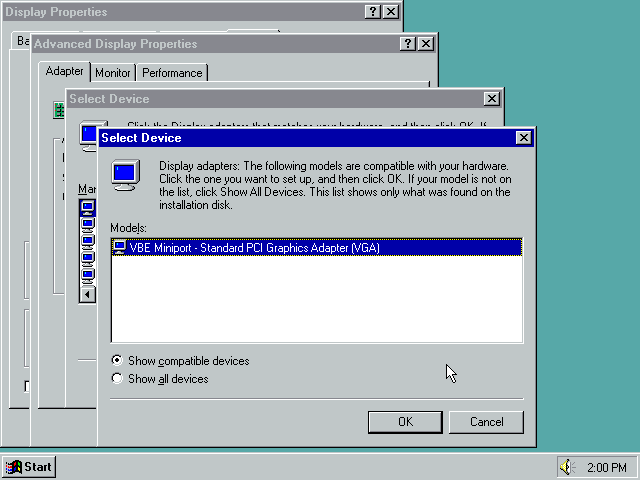 Display Properties
Ba
Advanced Display Properties
Adapter Monitor Performance
Select Device
Click the Display adapters that matches your hardware, and then click OK. If
Mar
Select Device
Display adapters: The following models are compatible with your hardware.
Click the one you want to set up, and then click OK. If your model is not on
the list, click Show All Devices. This list shows only what was found on the
installation disk.
Models:
VBE Miniport - Standard PCI Graphics Adapter (VGA)
Show compatible devices
Show all devices
OK Cancel
Start 2:00 PM